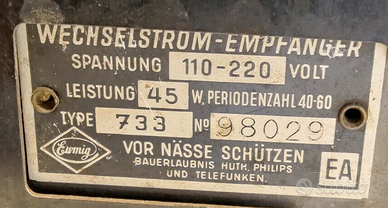 WECHSELSTROM-EMPFÄNGER
SPANNUNG 110-220 VOLT
LEISTUNG 45 W, PERIODENZAHL 40-60
TYPE 733 No 98029
Eumig
VOR NÄSSE SCHÜTZEN
BAUERLAUBNIS HUTH, PHILIPS
UND TELEFUNKEN.
EA